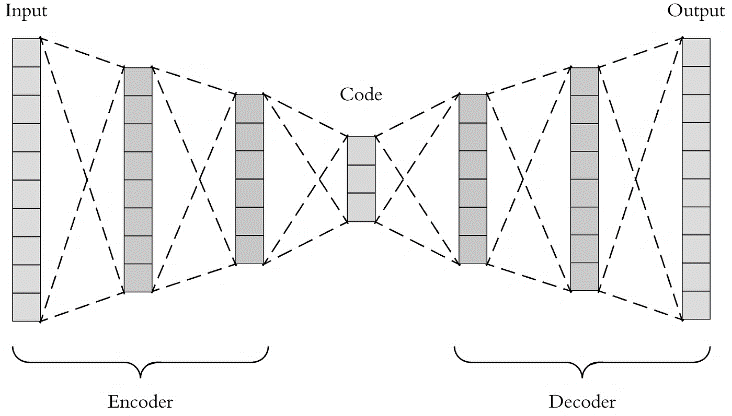 Input
Output
Code
Encoder
Decoder